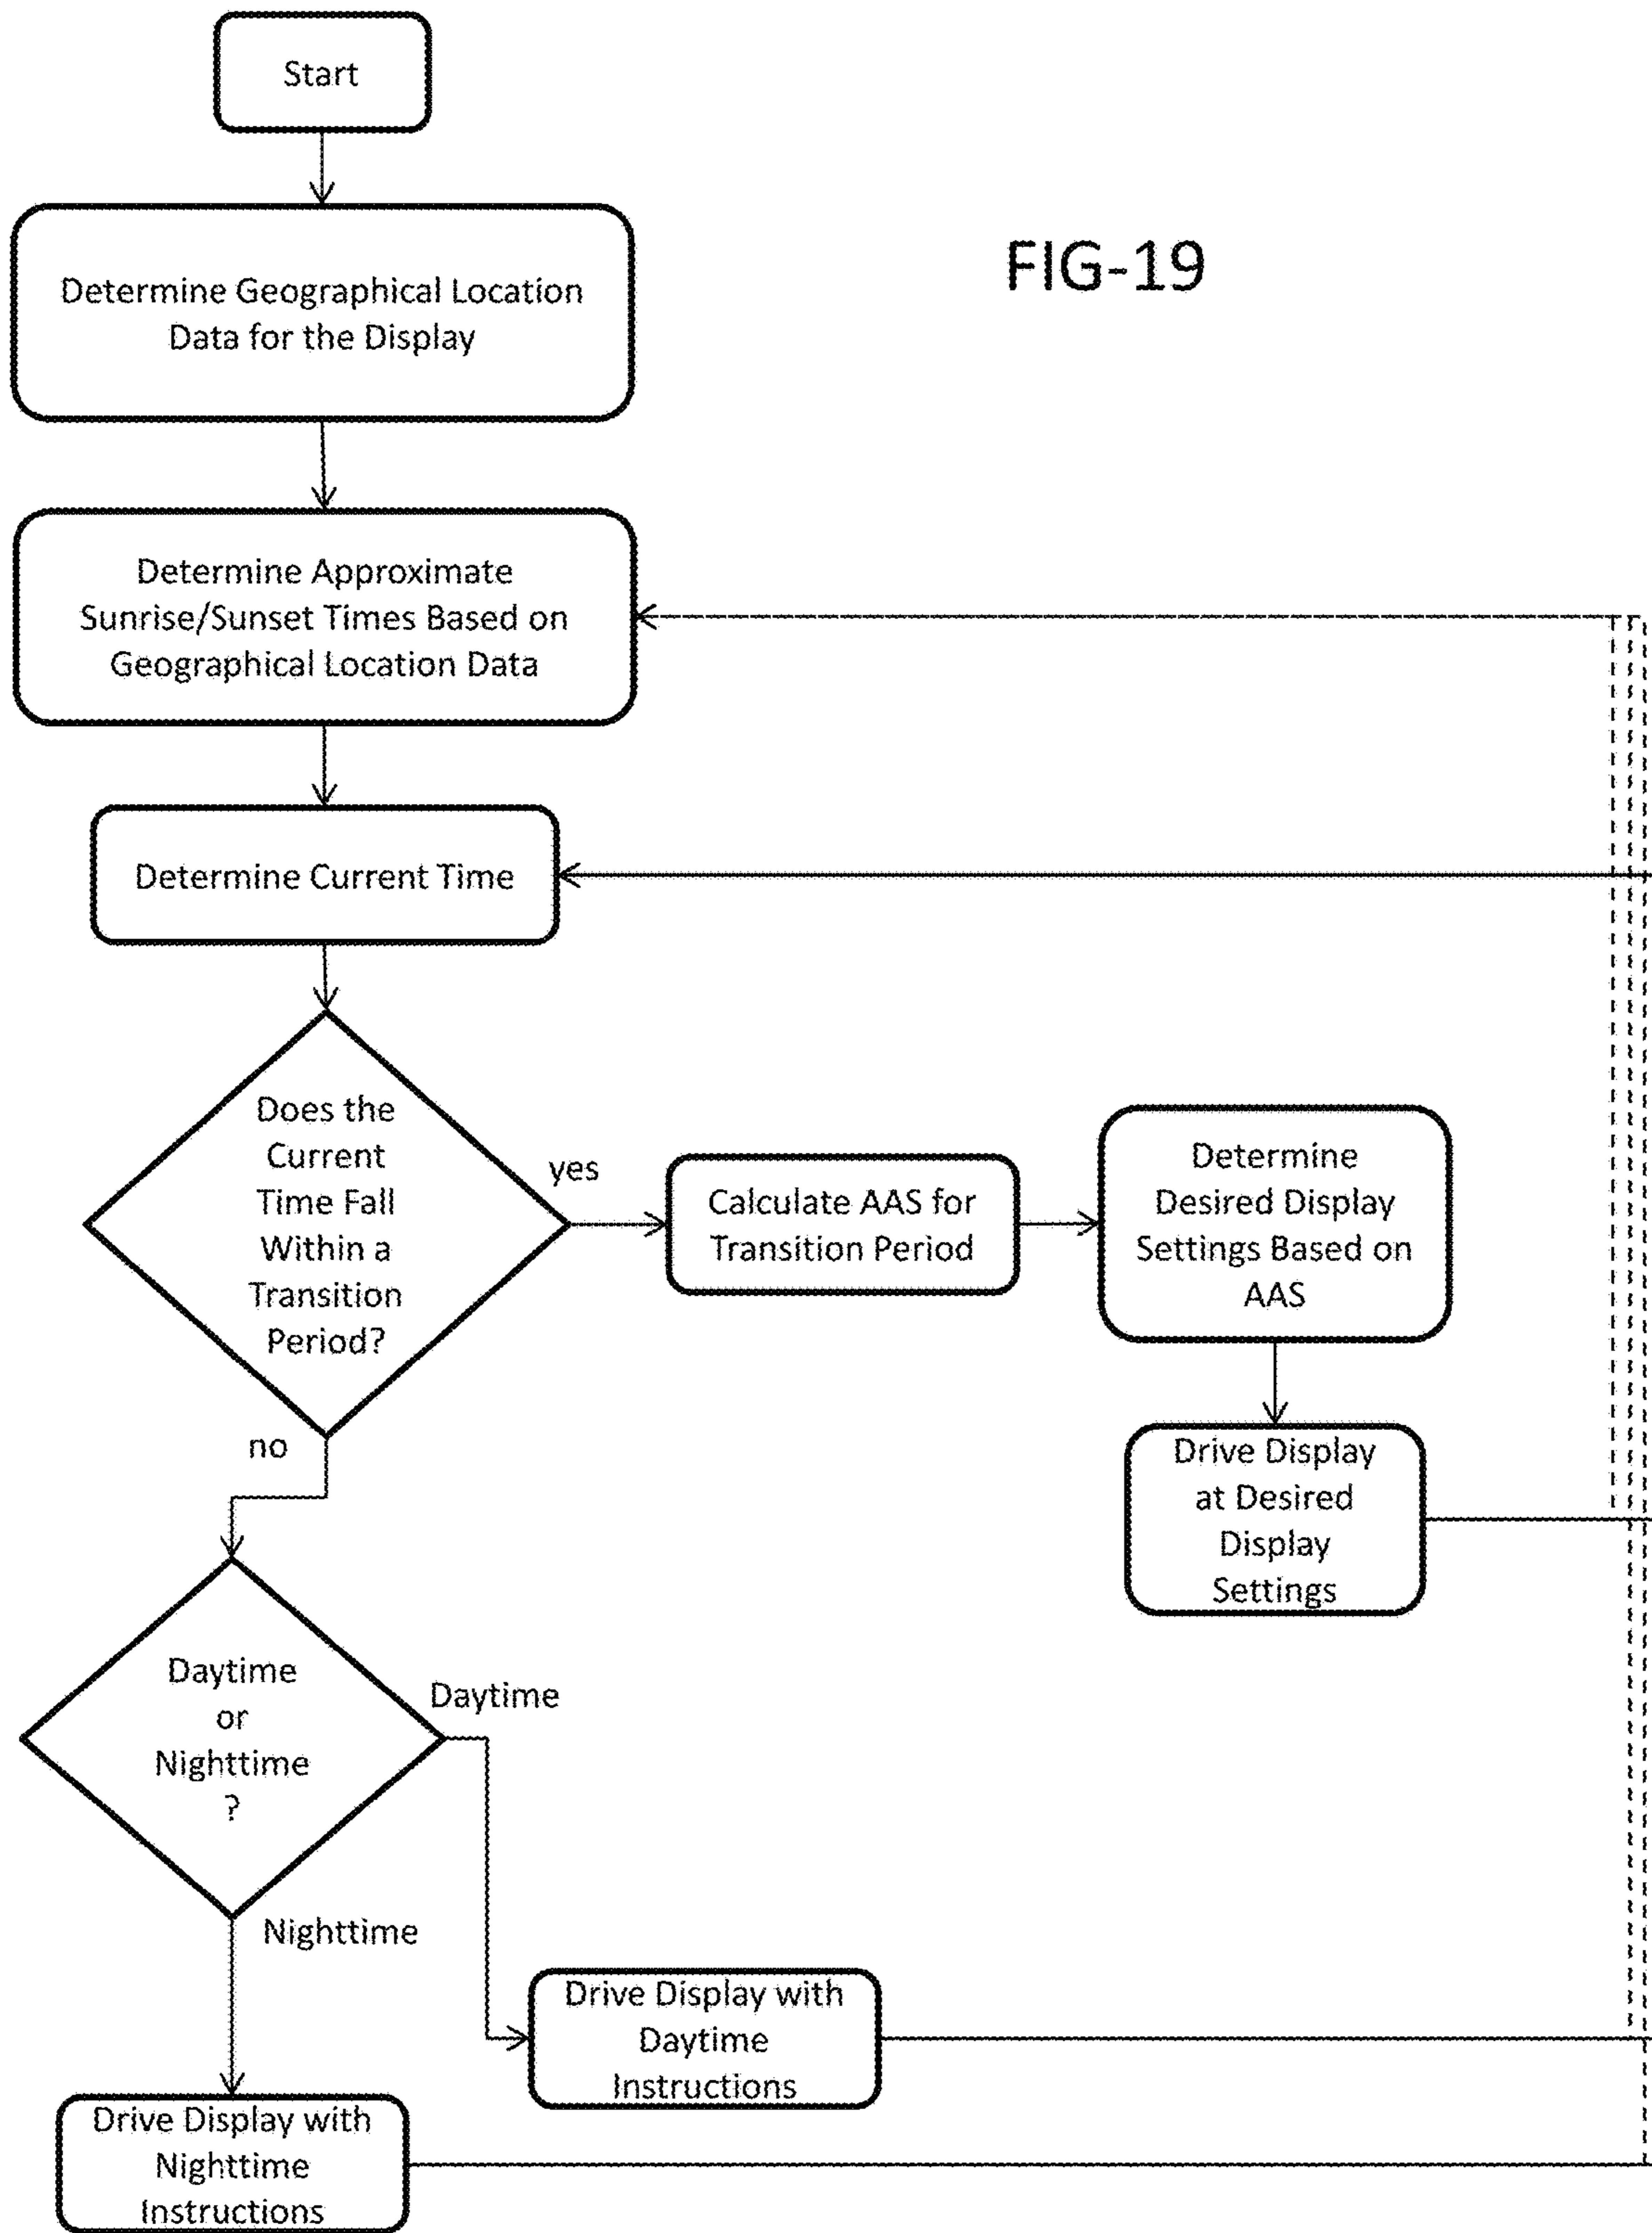 Start
FIG-19
Determine Geographical Location
Data for the Display
Determine Approximate
Sunrise/Sunset Times Based on
Geographical Location Data
Determine Current Time
Does the
Current
Time Fall
Within a
Transition
Period?
yes
Calculate AAS for
Transition Period
Determine
Desired Display
Settings Based on
AAS
Drive Display
at Desired
Display
Settings
no
Daytime
or
Nighttime
?
Daytime
Nighttime
Drive Display with
Daytime
Instructions
Drive Display with
Nighttime
Instructions